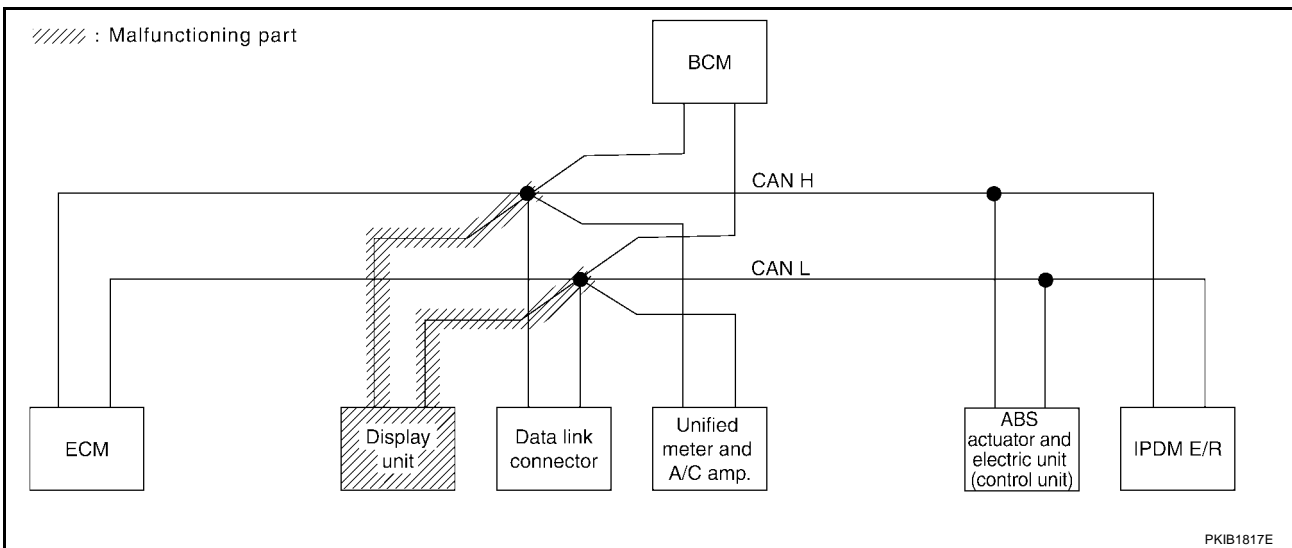 : Malfunctioning part
BCM
CAN H
CAN L
ECM
Display
unit
Data link
connector
Unified
meter and
A/C amp.
ABS
actuator and
electric unit
(control unit)
IPDM E/R
PKIB1817E